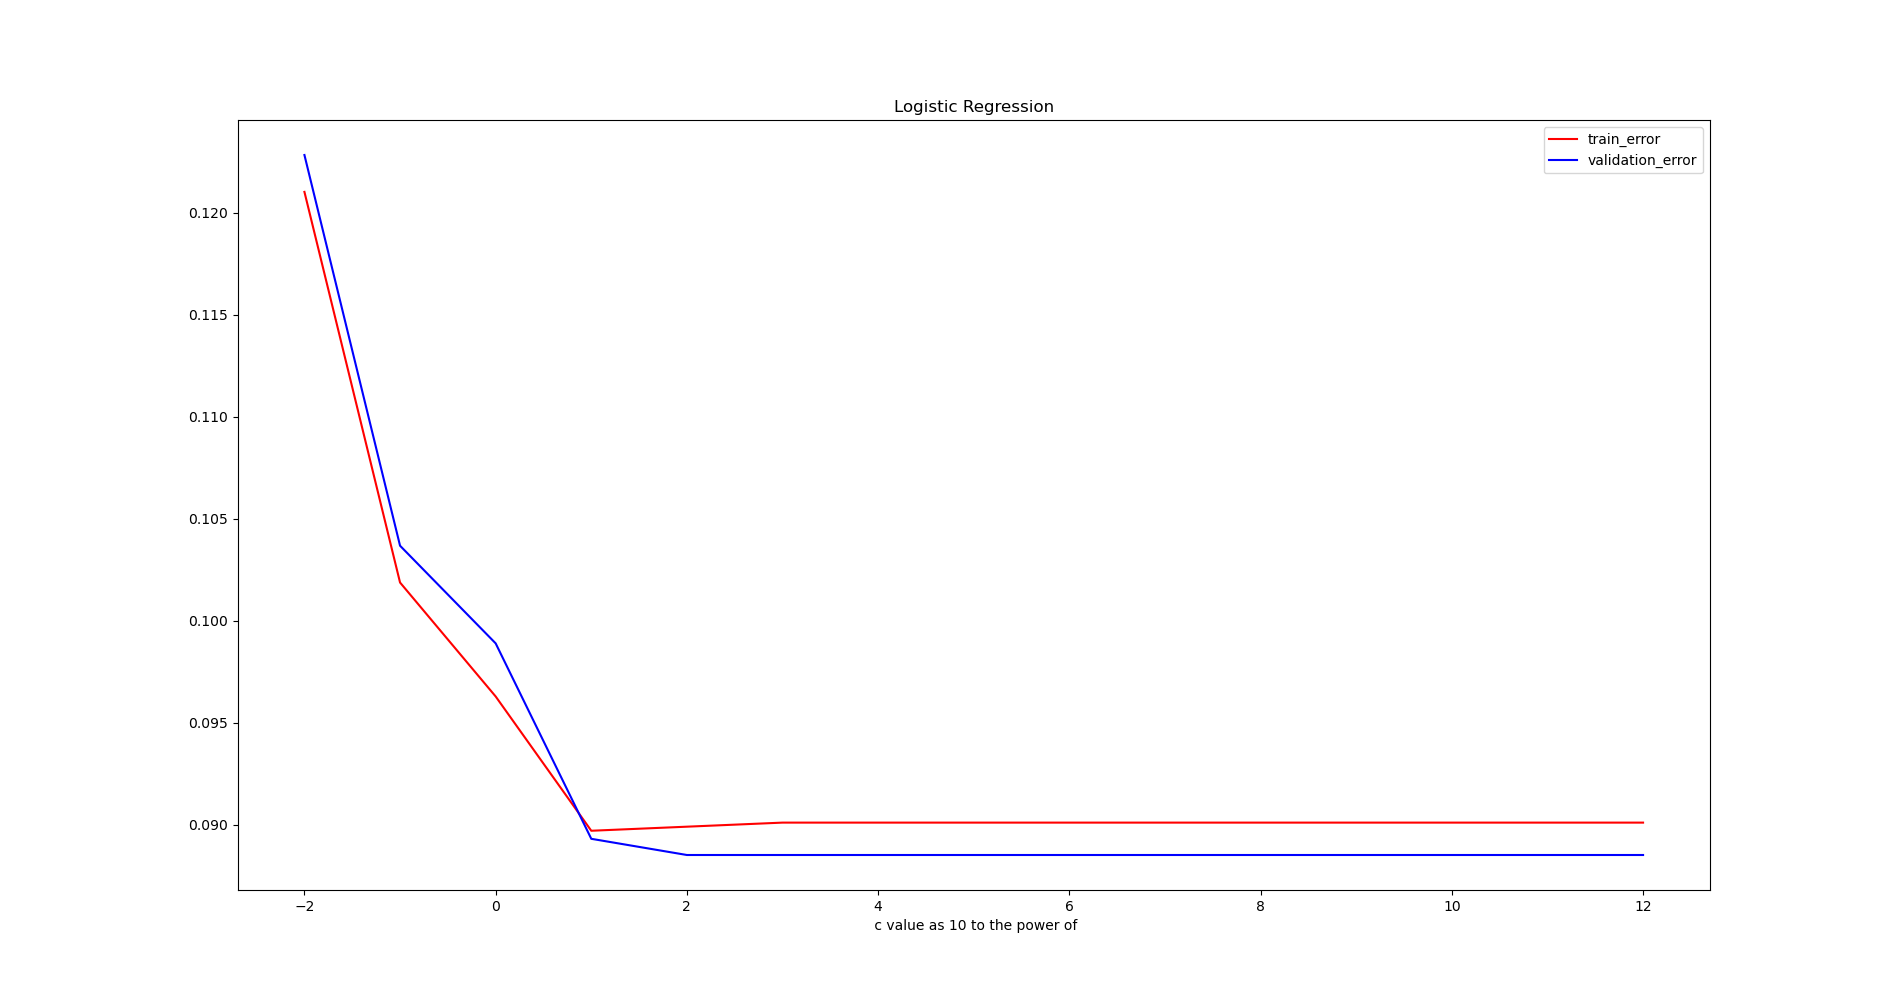 Logistic Regression
train_error
validation_error
0.120
0.115
0.110
0.105
0.100
0.095
0.090
−2 0 2 4 6 8 10 12
c value as 10 to the power of